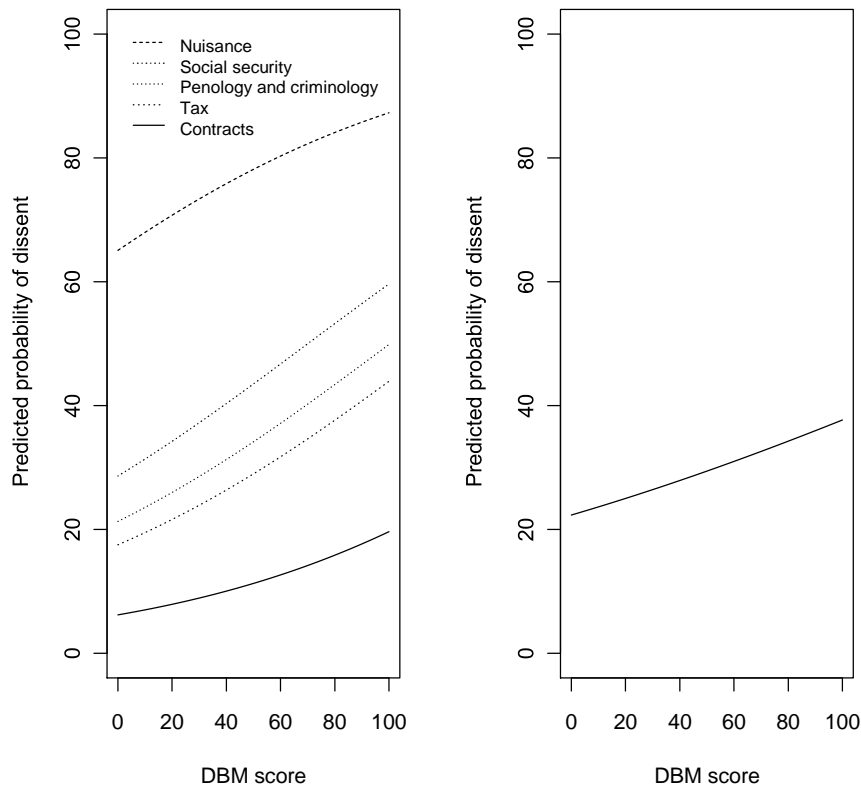 Predicted probability of dissent
100
80
60
40
20
0
Nuisance
Social security
Penology and criminology
Tax
Contracts
0 20 40 60 80 100
DBM score
Predicted probability of dissent
100
80
60
40
20
0
0 20 40 60 80 100
DBM score